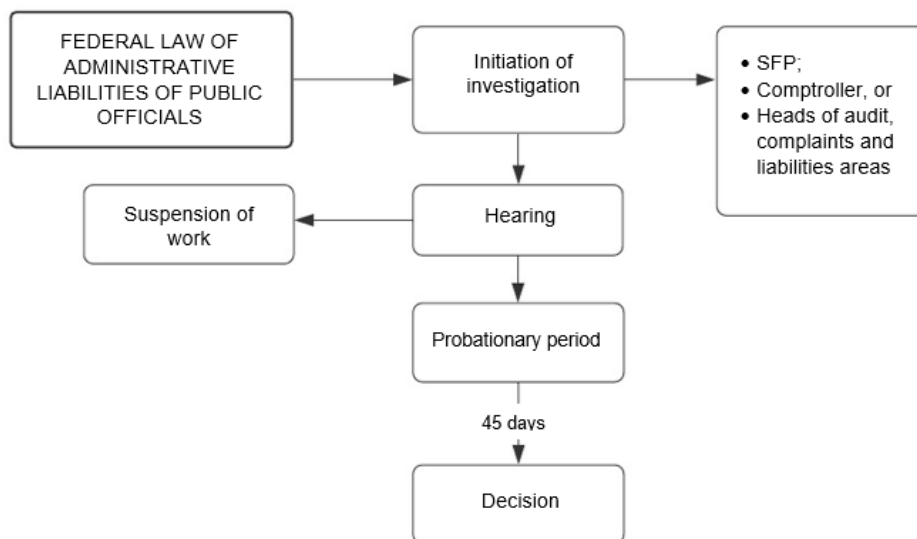 FEDERAL LAW OF
ADMINISTRATIVE
LIABILITIES OF PUBLIC
OFFICIALS
Initiation of
investigation
• SFP;
• Comptroller, or
• Heads of audit,
complaints and
liabilities areas
Suspension of
work
Hearing
Probationary period
45 days
Decision